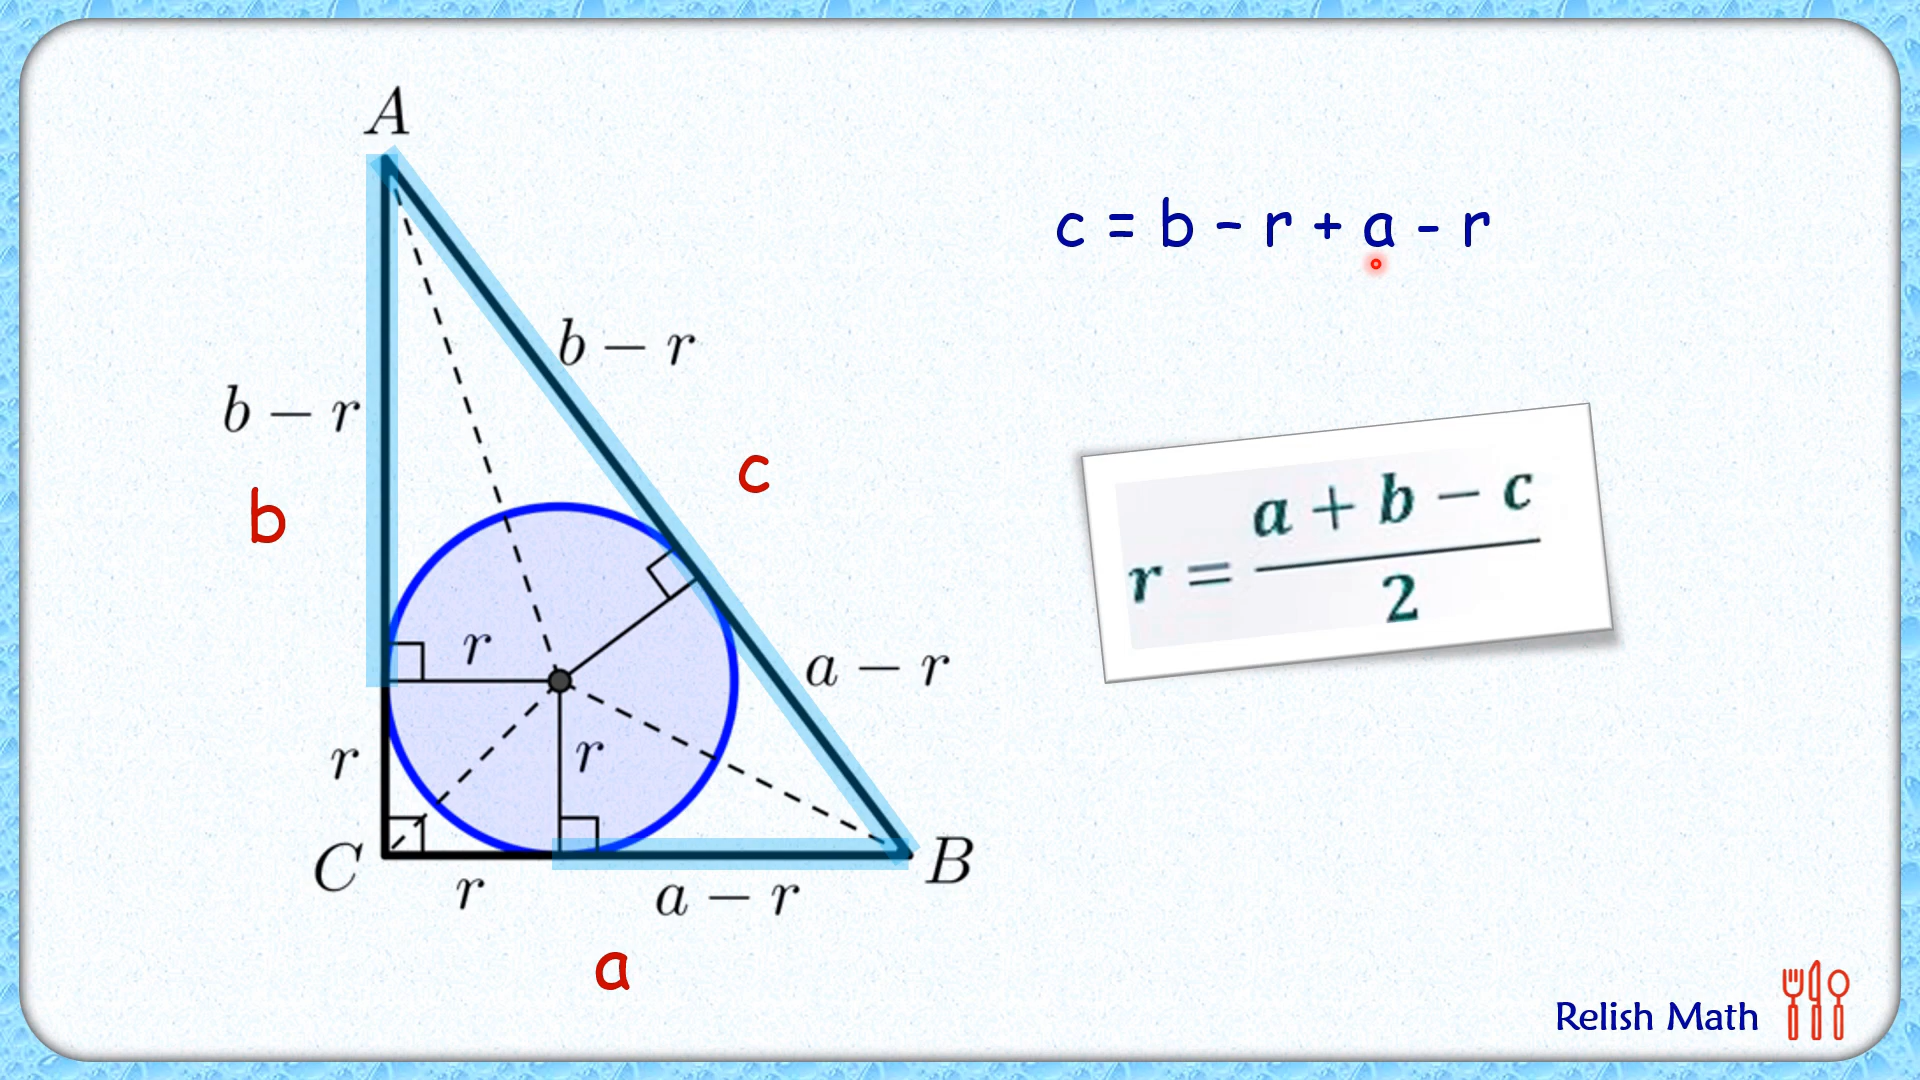 A
c = b – r + a - r
b − r
b − r
c
b
r = a + b − c / 2
r
a − r
r
r
C
B
r
a − r
a
Relish Math